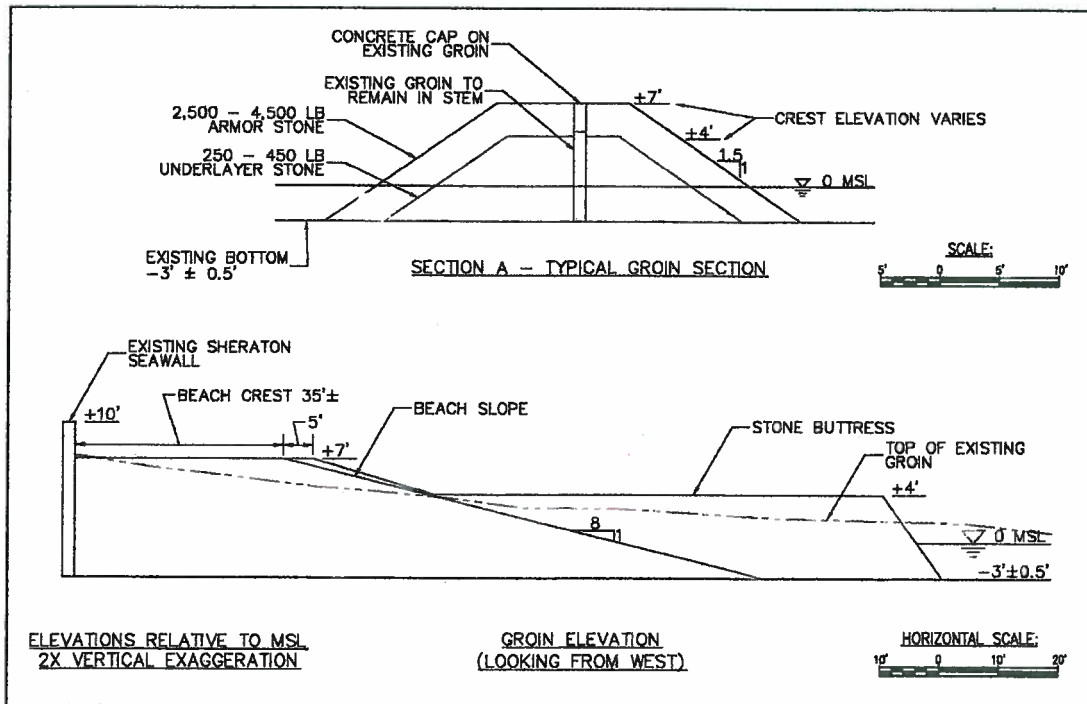 CONCRETE CAP ON
EXISTING GROIN
EXISTING GROIN TO
REMAIN IN STEM
2,500 - 4,500 LB
ARMOR STONE
250 - 450 LB
UNDERLAYER STONE
+7'
±4'
CREST ELEVATION VARIES
1.5
1
0 MSL
EXISTING BOTTOM
-3' ± 0.5'
SECTION A - TYPICAL GROIN SECTION
SCALE:
5' 0 5' 10'
EXISTING SHERATON
SEAWALL
+10'
BEACH CREST 35'±
5'
+7'
BEACH SLOPE
STONE BUTTRESS
TOP OF EXISTING
GROIN
+4'
8
1
0 MSL
-3'±0.5'
ELEVATIONS RELATIVE TO MSL
2X VERTICAL EXAGGERATION
GROIN ELEVATION
(LOOKING FROM WEST)
HORIZONTAL SCALE:
10' 0 10' 20'